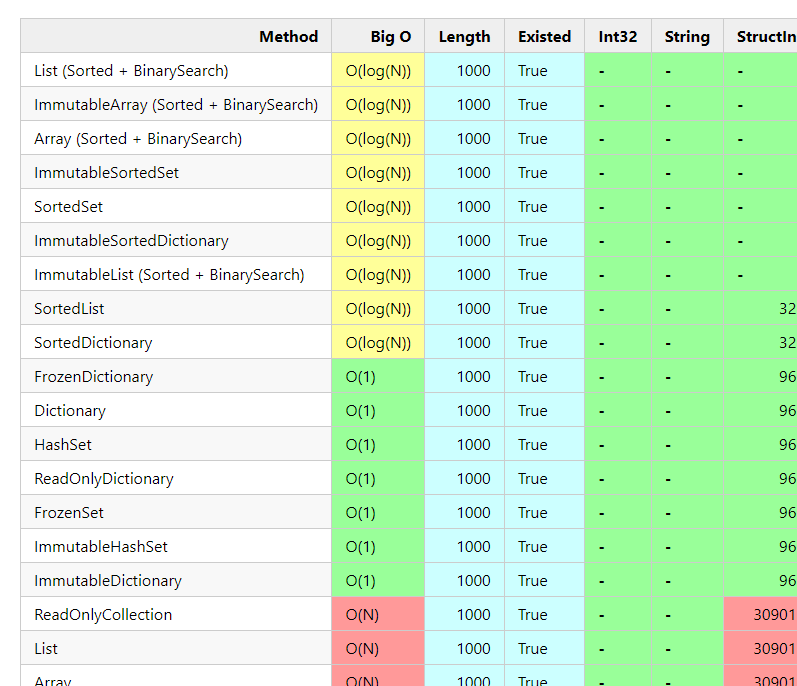 Method Big O Length Existed Int32 String StructIn
List (Sorted + BinarySearch) O(log(N)) 1000 True - - -
ImmutableArray (Sorted + BinarySearch) O(log(N)) 1000 True - - -
Array (Sorted + BinarySearch) O(log(N)) 1000 True - - -
ImmutableSortedSet O(log(N)) 1000 True - - -
SortedSet O(log(N)) 1000 True - - -
ImmutableSortedDictionary O(log(N)) 1000 True - - -
ImmutableList (Sorted + BinarySearch) O(log(N)) 1000 True - - -
SortedList O(log(N)) 1000 True - - 32
SortedDictionary O(log(N)) 1000 True - - 32
FrozenDictionary O(1) 1000 True - - 96
Dictionary O(1) 1000 True - - 96
HashSet O(1) 1000 True - - 96
ReadOnlyDictionary O(1) 1000 True - - 96
FrozenSet O(1) 1000 True - - 96
ImmutableHashSet O(1) 1000 True - - 96
ImmutableDictionary O(1) 1000 True - - 96
ReadOnlyCollection O(N) 1000 True - - 30901
List O(N) 1000 True - - 30901
Array O(N) 1000 True - - 30901